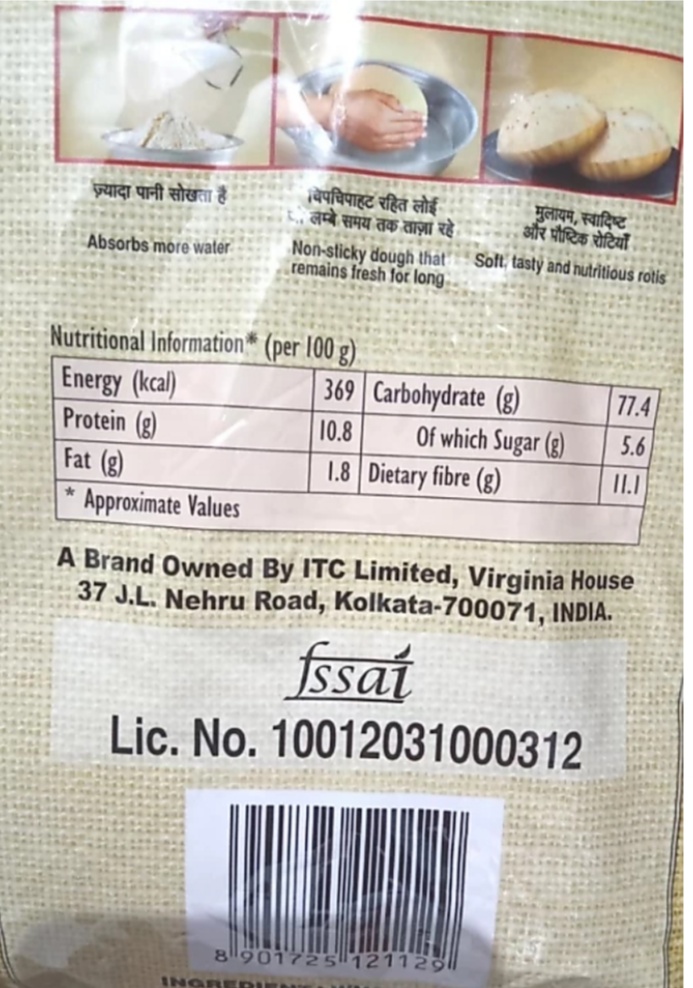 ज़्यादा पानी सोखता है
Absorbs more water
चिपचिपाहट रहित लोई
लम्बे समय तक ताज़ा रहे
Non-sticky dough that
remains fresh for long
मुलायम, स्वादिष्ट
और पौष्टिक रोटियाँ
Soft, tasty and nutritious rotis
Nutritional Information* (per 100 g)
Energy (kcal) 369 Carbohydrate (g) 77.4
Protein (g) 10.8 Of which Sugar (g) 5.6
Fat (g) 1.8 Dietary fibre (g) 11.1
* Approximate Values
A Brand Owned By ITC Limited, Virginia House
37 J.L. Nehru Road, Kolkata-700071, INDIA.
fssai
Lic. No. 10012031000312
8 901725 121129